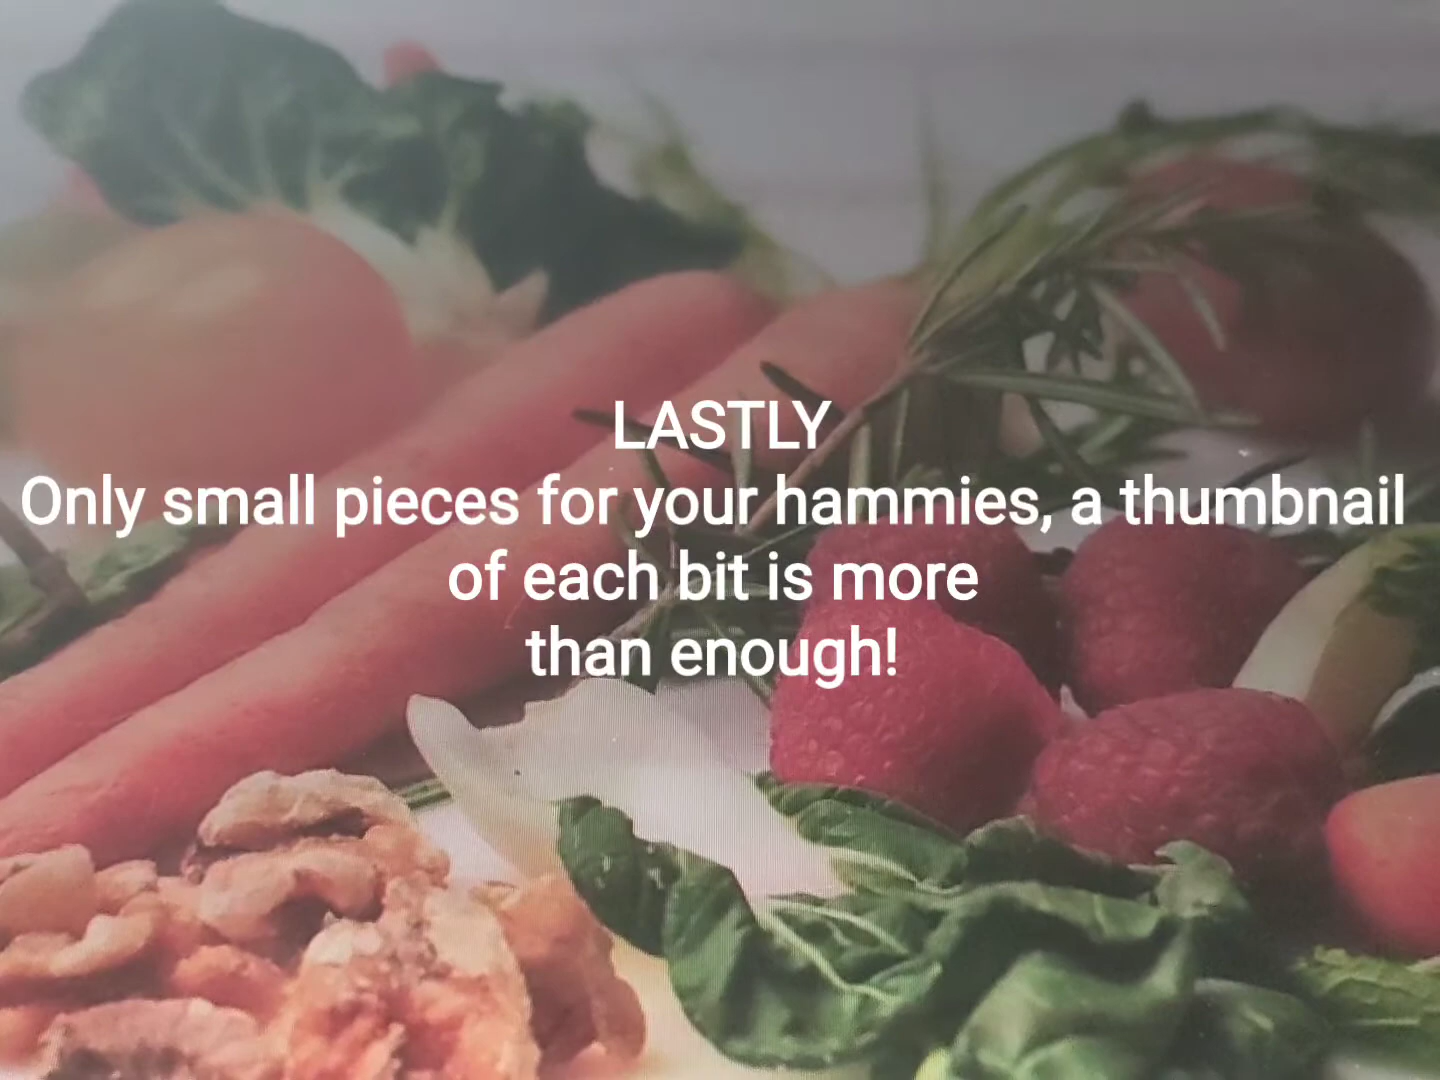 LASTLY
Only small pieces for your hammies, a thumbnail
of each bit is more
than enough!